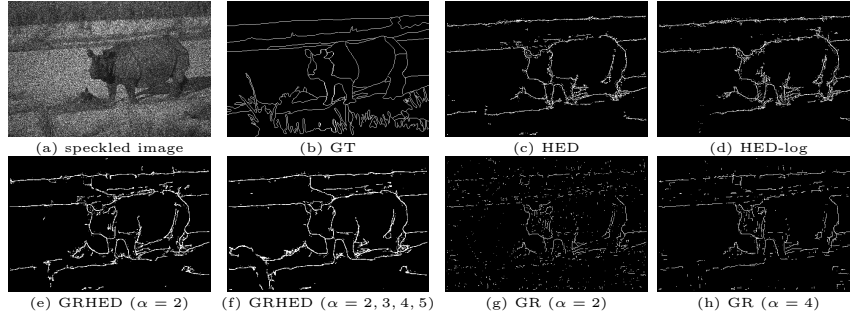 (a) speckled image
(b) GT
(c) HED
(d) HED-log
(e) GRHED (α = 2)
(f) GRHED (α = 2, 3, 4, 5)
(g) GR (α = 2)
(h) GR (α = 4)